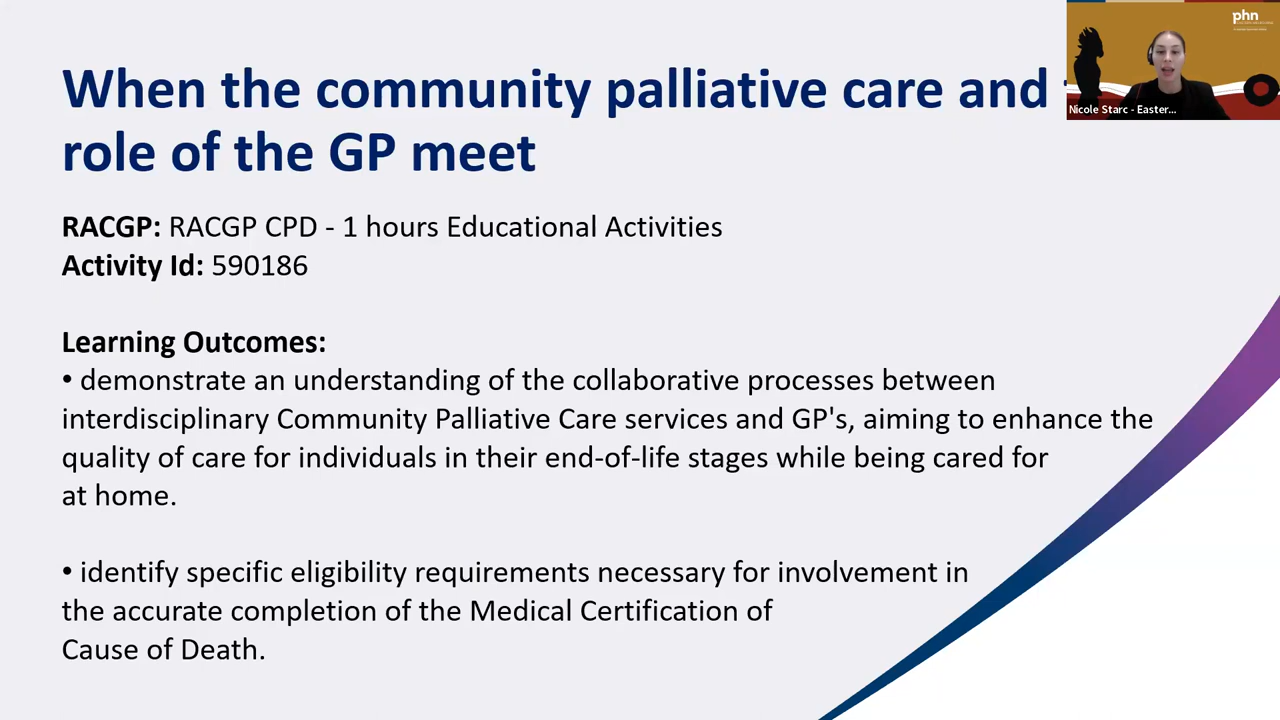 When the community palliative care and
role of the GP meet
RACGP: RACGP CPD - 1 hours Educational Activities
Activity Id: 590186
Learning Outcomes:
• demonstrate an understanding of the collaborative processes between
interdisciplinary Community Palliative Care services and GP's, aiming to enhance the
quality of care for individuals in their end-of-life stages while being cared for
at home.
• identify specific eligibility requirements necessary for involvement in
the accurate completion of the Medical Certification of
Cause of Death.
phn
Nicole Starc - Easter...